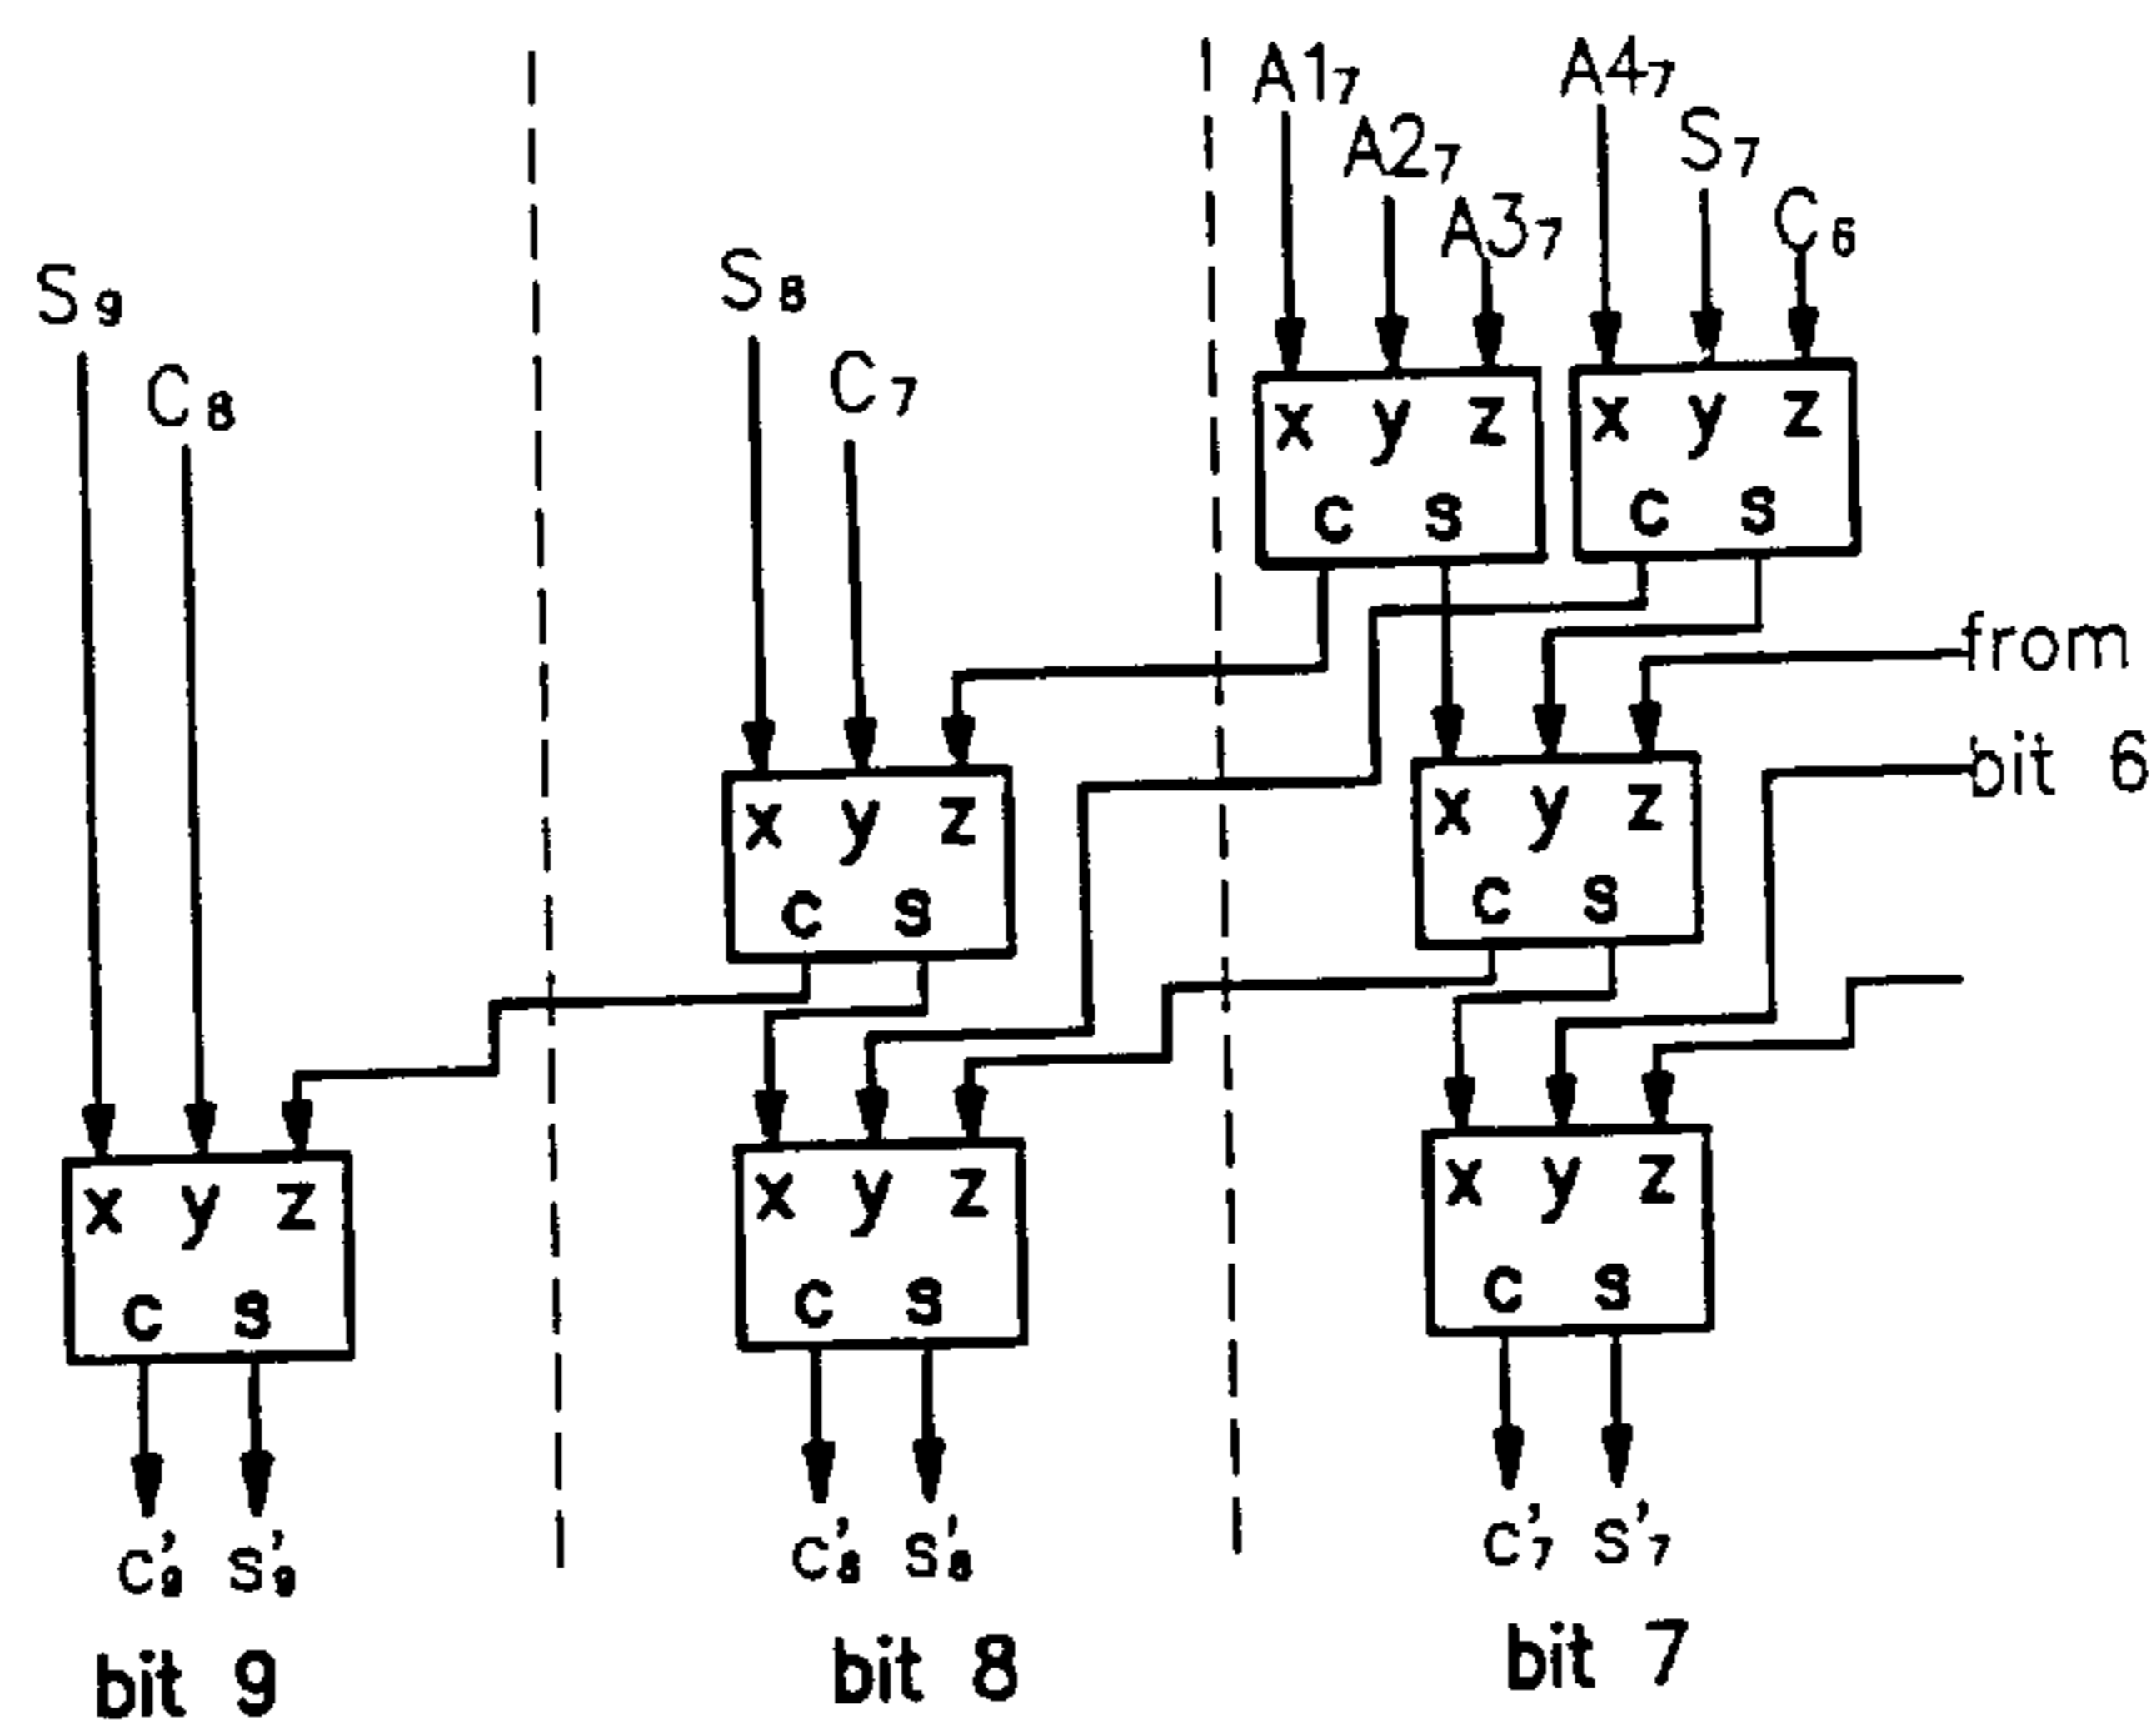 A1₇
A4₇
A2₇
S₇
A3₇
C₆
S₉
S₈
C₇
C₈
x y z
c s
x y z
c s
from
bit 6
x y z
c s
x y z
c s
x y z
c s
x y z
c s
x y z
c s
c'₉ s'₉
c'₈ s'₈
c'₇ s'₇
bit 9
bit 8
bit 7